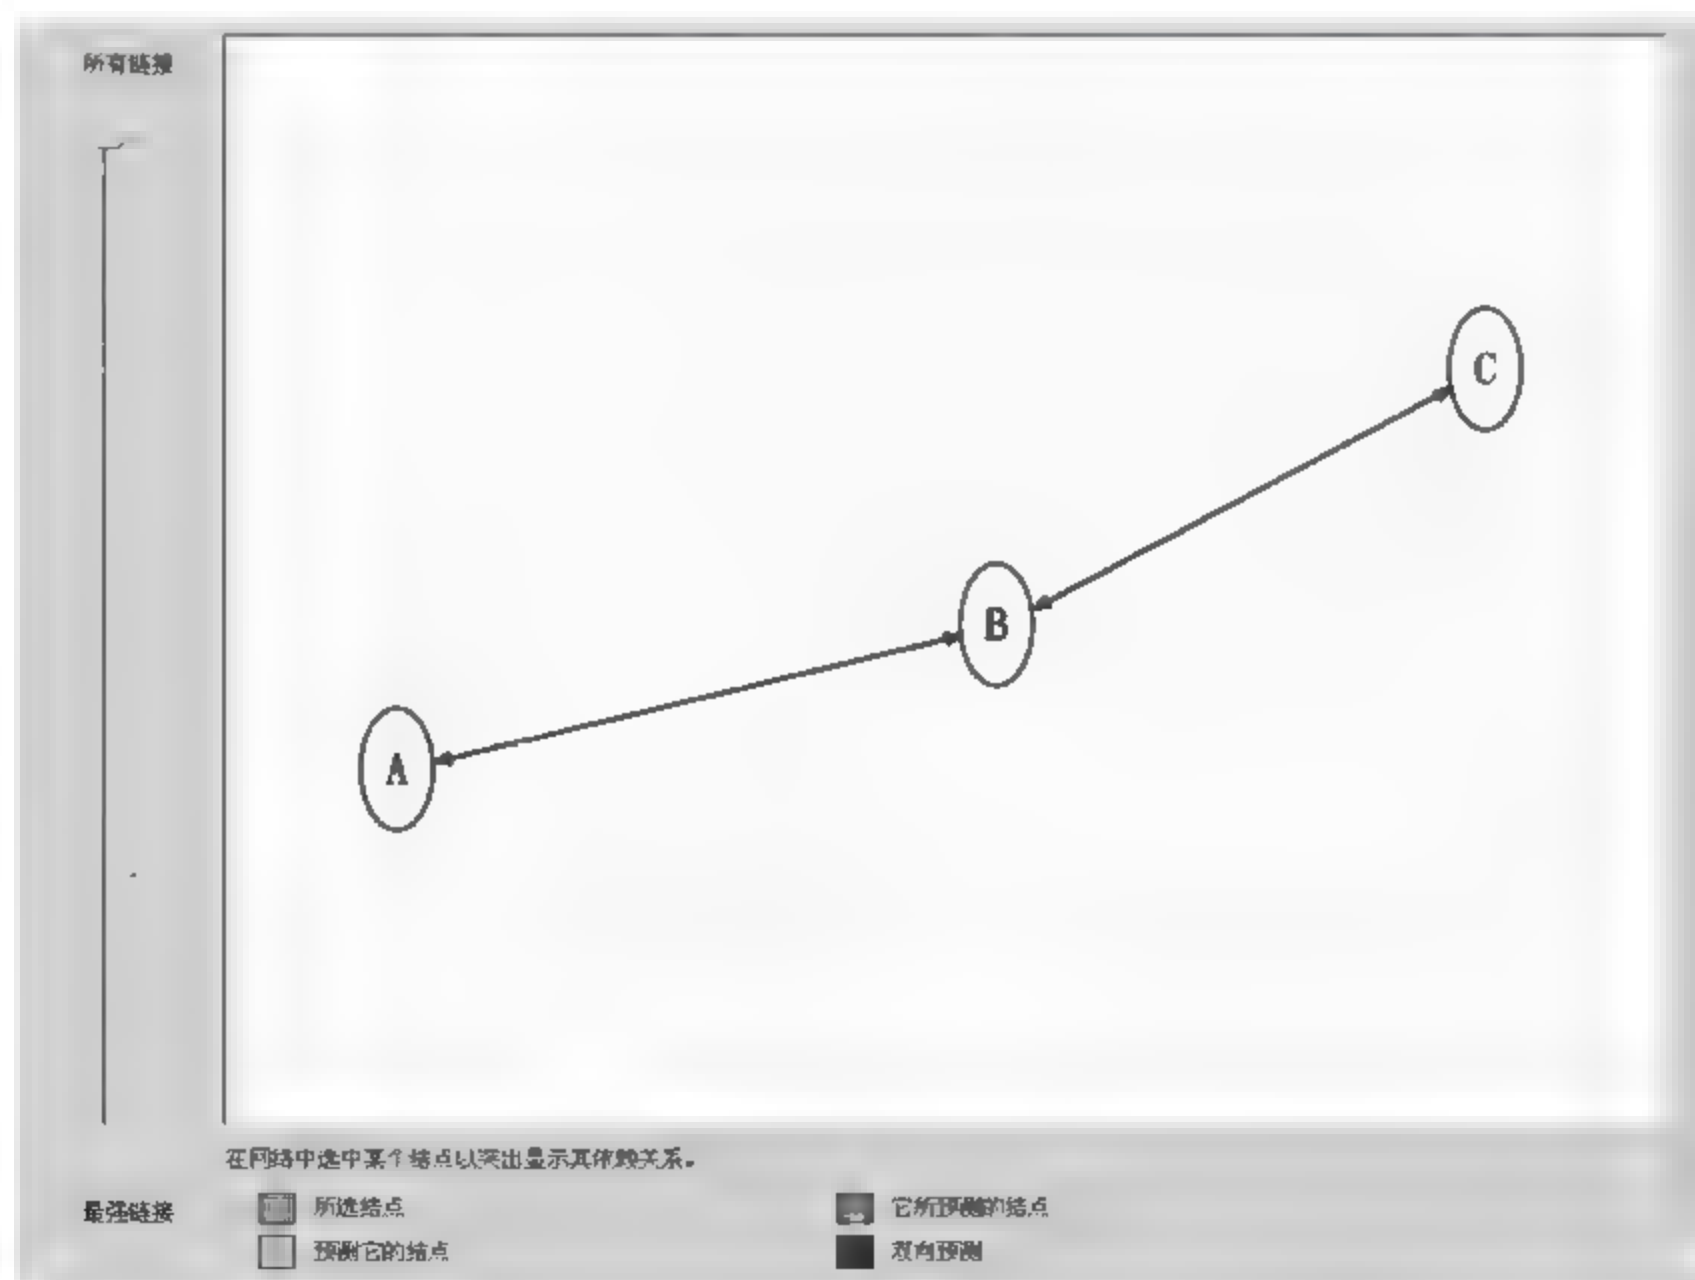 所有链接
C
B
A
在网络中选中某个结点以突出显示其依赖关系。
最强链接
所选结点
它所预测的结点
预测它的结点
双向预测